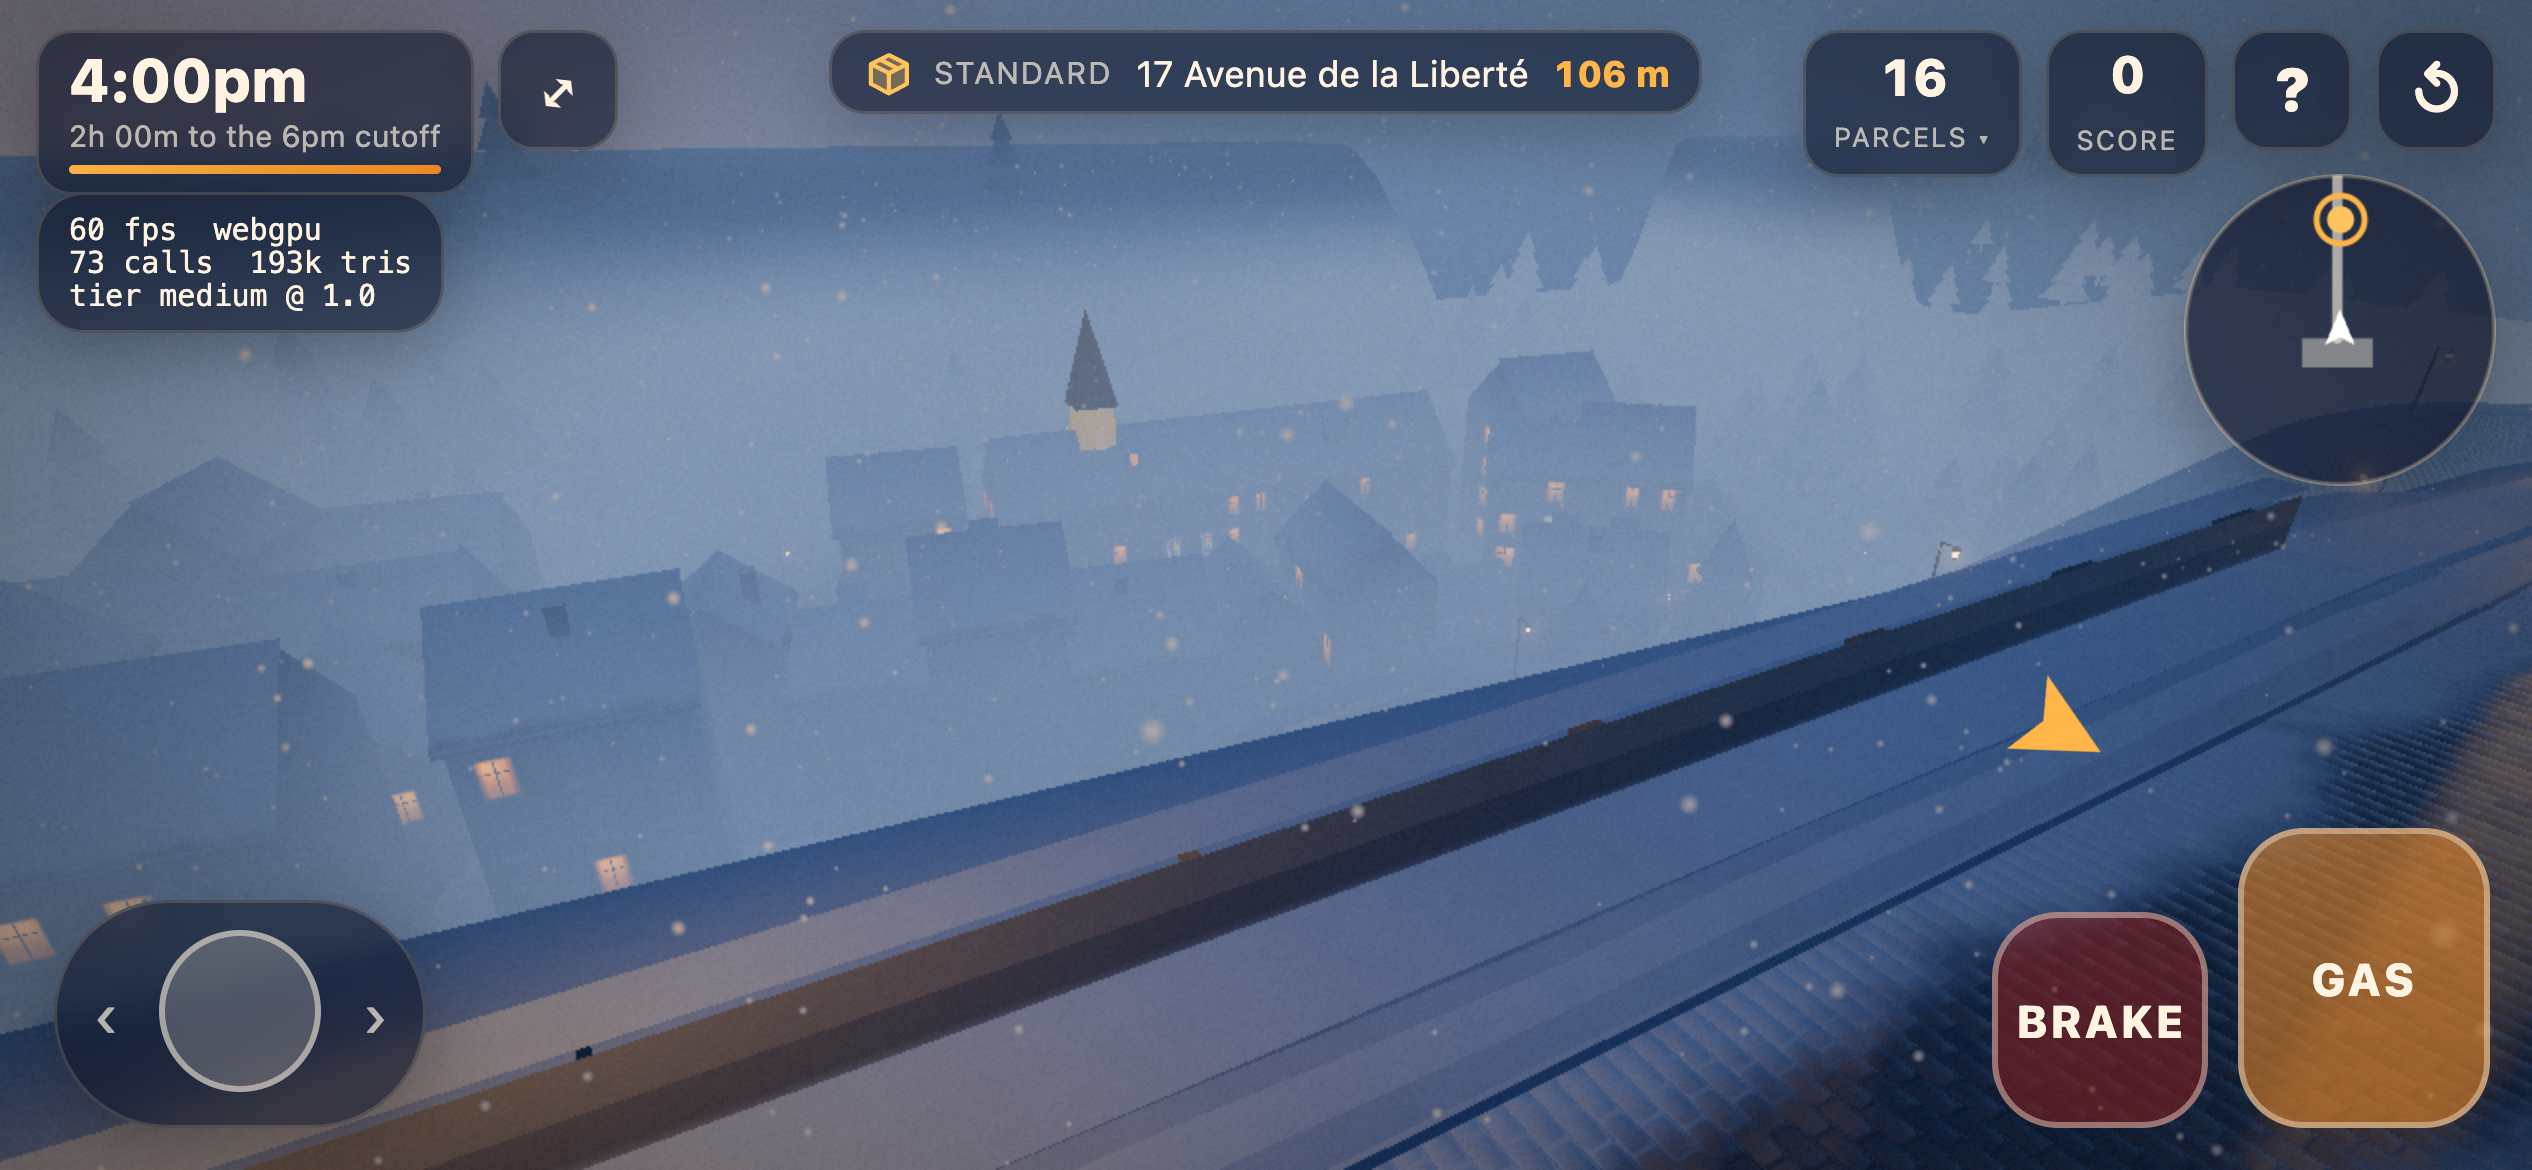 4:00pm
2h 00m to the 6pm cutoff
STANDARD 17 Avenue de la Liberté 106 m
16
PARCELS ▾
0
SCORE
?
60 fps webgpu
73 calls 193k tris
tier medium @ 1.0
‹ ›
BRAKE
GAS